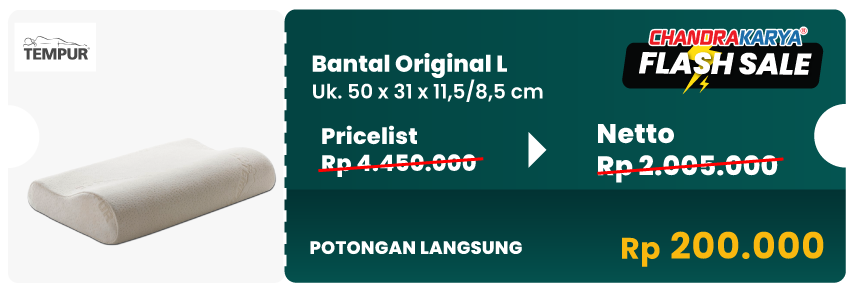 TEMPUR®
CHANDRAKARYA®
FLASH SALE
Bantal Original L
Uk. 50 x 31 x 11,5/8,5 cm
Pricelist
Rp 4.450.000
Netto
Rp 2.005.000
POTONGAN LANGSUNG
Rp 200.000